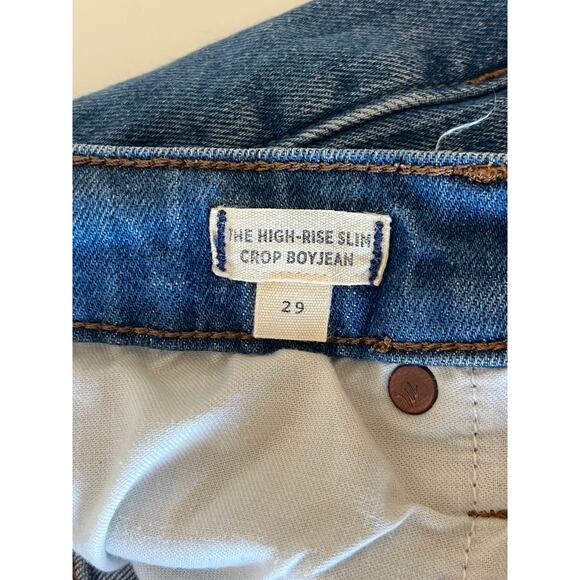 THE HIGH-RISE SLIM
CROP BOYJEAN
29